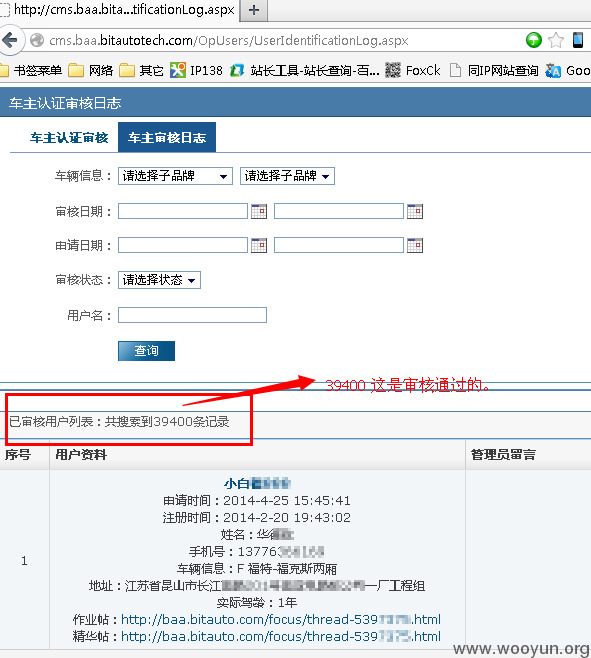 http://cms.baa.bita...tificationLog.aspx
cms.baa.bitautotech.com/OpUsers/UserIdentificationLog.aspx
书签菜单 网络 其它 IP138 站长工具-站长查询-百... FoxCk 同IP网站查询 Goo
车主认证审核日志
车主认证审核 车主审核日志
车辆信息： 请选择子品牌 请选择子品牌
审核日期：
申请日期：
审核状态： 请选择状态
用户名：
查询
39400 这是审核通过的。
已审核用户列表：共搜索到39400条记录
序号 用户资料 管理员留言
小白
申请时间：2014-4-25 15:45:41
注册时间：2014-2-20 19:43:02
姓名：华
手机号：13776
1
车辆信息：F 福特-福克斯两厢
地址：江苏省昆山市长江 一厂工程组
实际驾龄：1年
作业帖：http://baa.bitauto.com/focus/thread-539 .html
精华帖：http://baa.bitauto.com/focus/thread-539 .html
www.wooyun.org